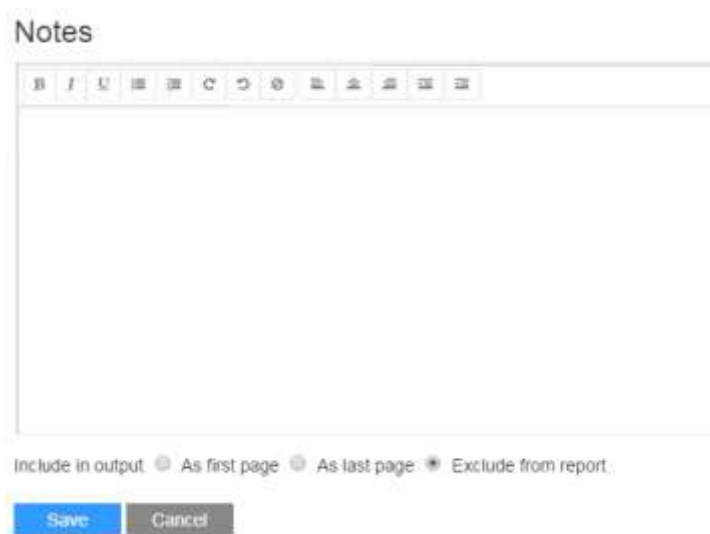 Notes
B I U
Include in output As first page As last page Exclude from report
Save Cancel